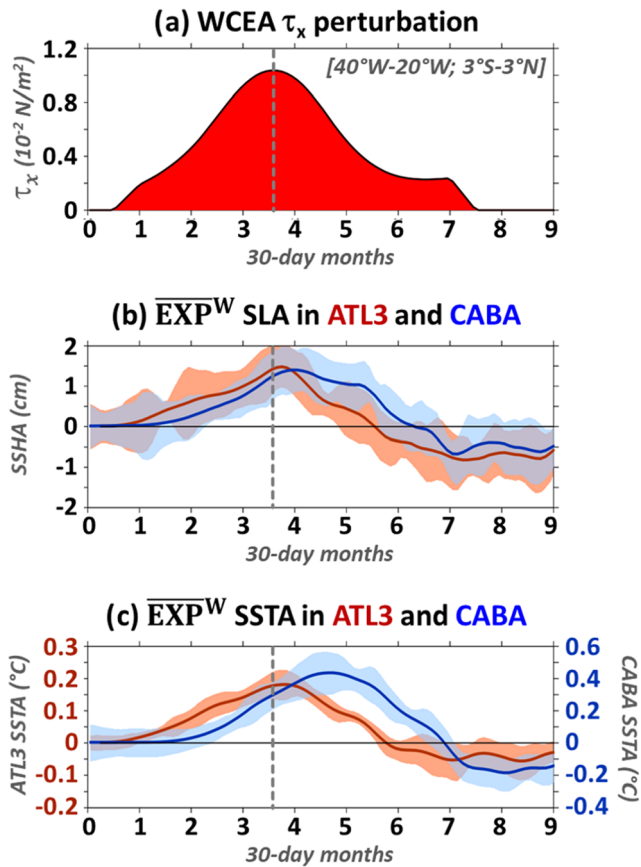 (a) WCEA τx perturbation
[40°W-20°W; 3°S-3°N]
τx (10⁻² N/m²)
1.2
0.8
0.4
0
0 1 2 3 4 5 6 7 8 9
30-day months
(b) EXPᵂ SLA in ATL3 and CABA
SSHA (cm)
2
1
0
-1
-2
0 1 2 3 4 5 6 7 8 9
30-day months
(c) EXPᵂ SSTA in ATL3 and CABA
ATL3 SSTA (°C)
0.3
0.2
0.1
0
-0.1
-0.2
0.6
0.4
0.2
0
-0.2
-0.4
CABA SSTA (°C)
0 1 2 3 4 5 6 7 8 9
30-day months